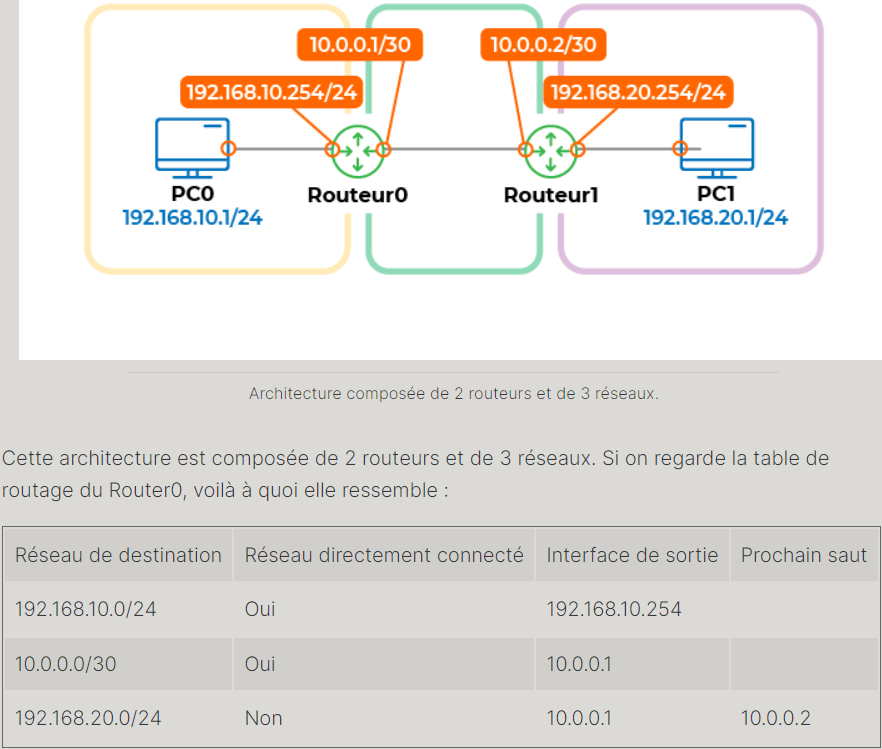 10.0.0.1/30 10.0.0.2/30
192.168.10.254/24 192.168.20.254/24
PC0 Routeur0 Routeur1 PC1
192.168.10.1/24 192.168.20.1/24
Architecture composée de 2 routeurs et de 3 réseaux.
Cette architecture est composée de 2 routeurs et de 3 réseaux. Si on regarde la table de
routage du Router0, voilà à quoi elle ressemble :
Réseau de destination Réseau directement connecté Interface de sortie Prochain saut
192.168.10.0/24 Oui 192.168.10.254
10.0.0.0/30 Oui 10.0.0.1
192.168.20.0/24 Non 10.0.0.1 10.0.0.2